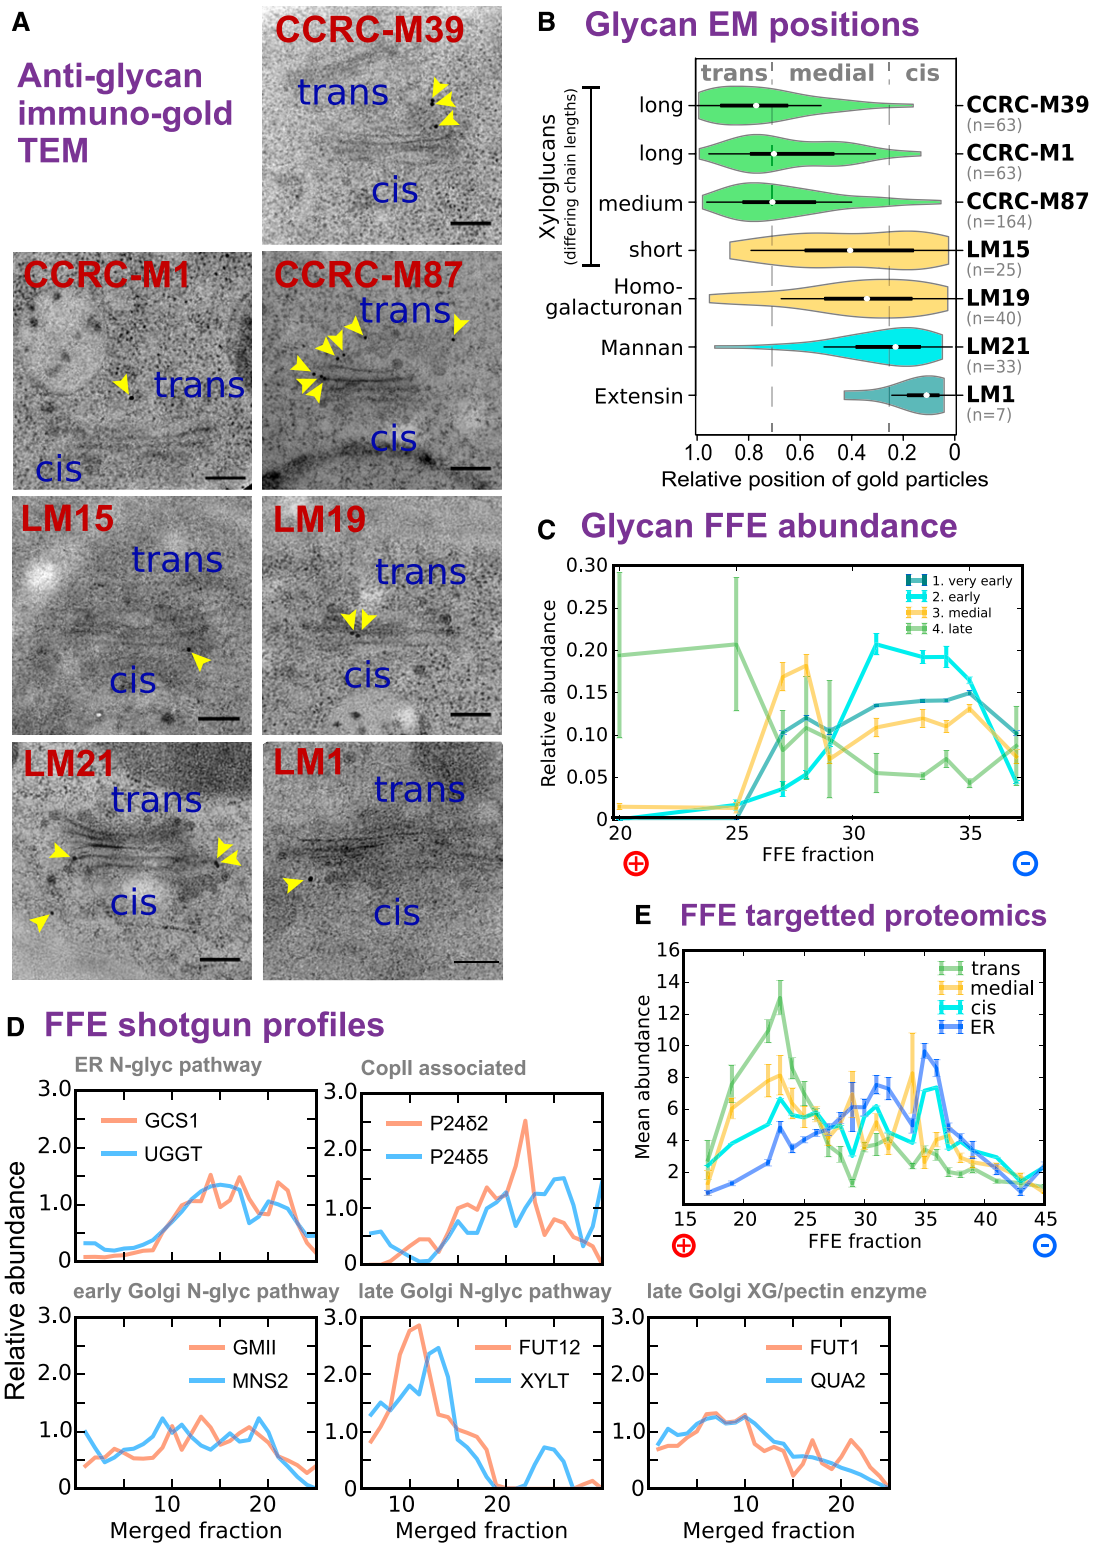 A
Anti-glycan
immuno-gold
TEM
CCRC-M39
trans
cis
CCRC-M1
trans
cis
CCRC-M87
trans
cis
LM15
trans
cis
LM19
trans
cis
LM21
trans
cis
LM1
trans
cis
B Glycan EM positions
trans medial cis
Xyloglucans
(differing chain lengths)
long CCRC-M39
(n=63)
long CCRC-M1
(n=63)
medium CCRC-M87
(n=164)
short LM15
(n=25)
Homo-
galacturonan LM19
(n=40)
Mannan LM21
(n=33)
Extensin LM1
(n=7)
1.0 0.8 0.6 0.4 0.2 0
Relative position of gold particles
C Glycan FFE abundance
Relative abundance
0.30
0.25
0.20
0.15
0.10
0.05
0
1. very early
2. early
3. medial
4. late
20 25 30 35
FFE fraction
+ -
D FFE shotgun profiles
Relative abundance
ER N-glyc pathway
3.0
2.0
1.0
0
GCS1
UGGT
CopII associated
3.0
2.0
1.0
0
P24δ2
P24δ5
early Golgi N-glyc pathway
3.0
2.0
1.0
0
GMII
MNS2
10 20
Merged fraction
late Golgi N-glyc pathway
3.0
2.0
1.0
0
FUT12
XYLT
10 20
Merged fraction
late Golgi XG/pectin enzyme
3.0
2.0
1.0
0
FUT1
QUA2
10 20
Merged fraction
E FFE targetted proteomics
Mean abundance
16
14
12
10
8
6
4
2
trans
medial
cis
ER
15 20 25 30 35 40 45
FFE fraction
+ -